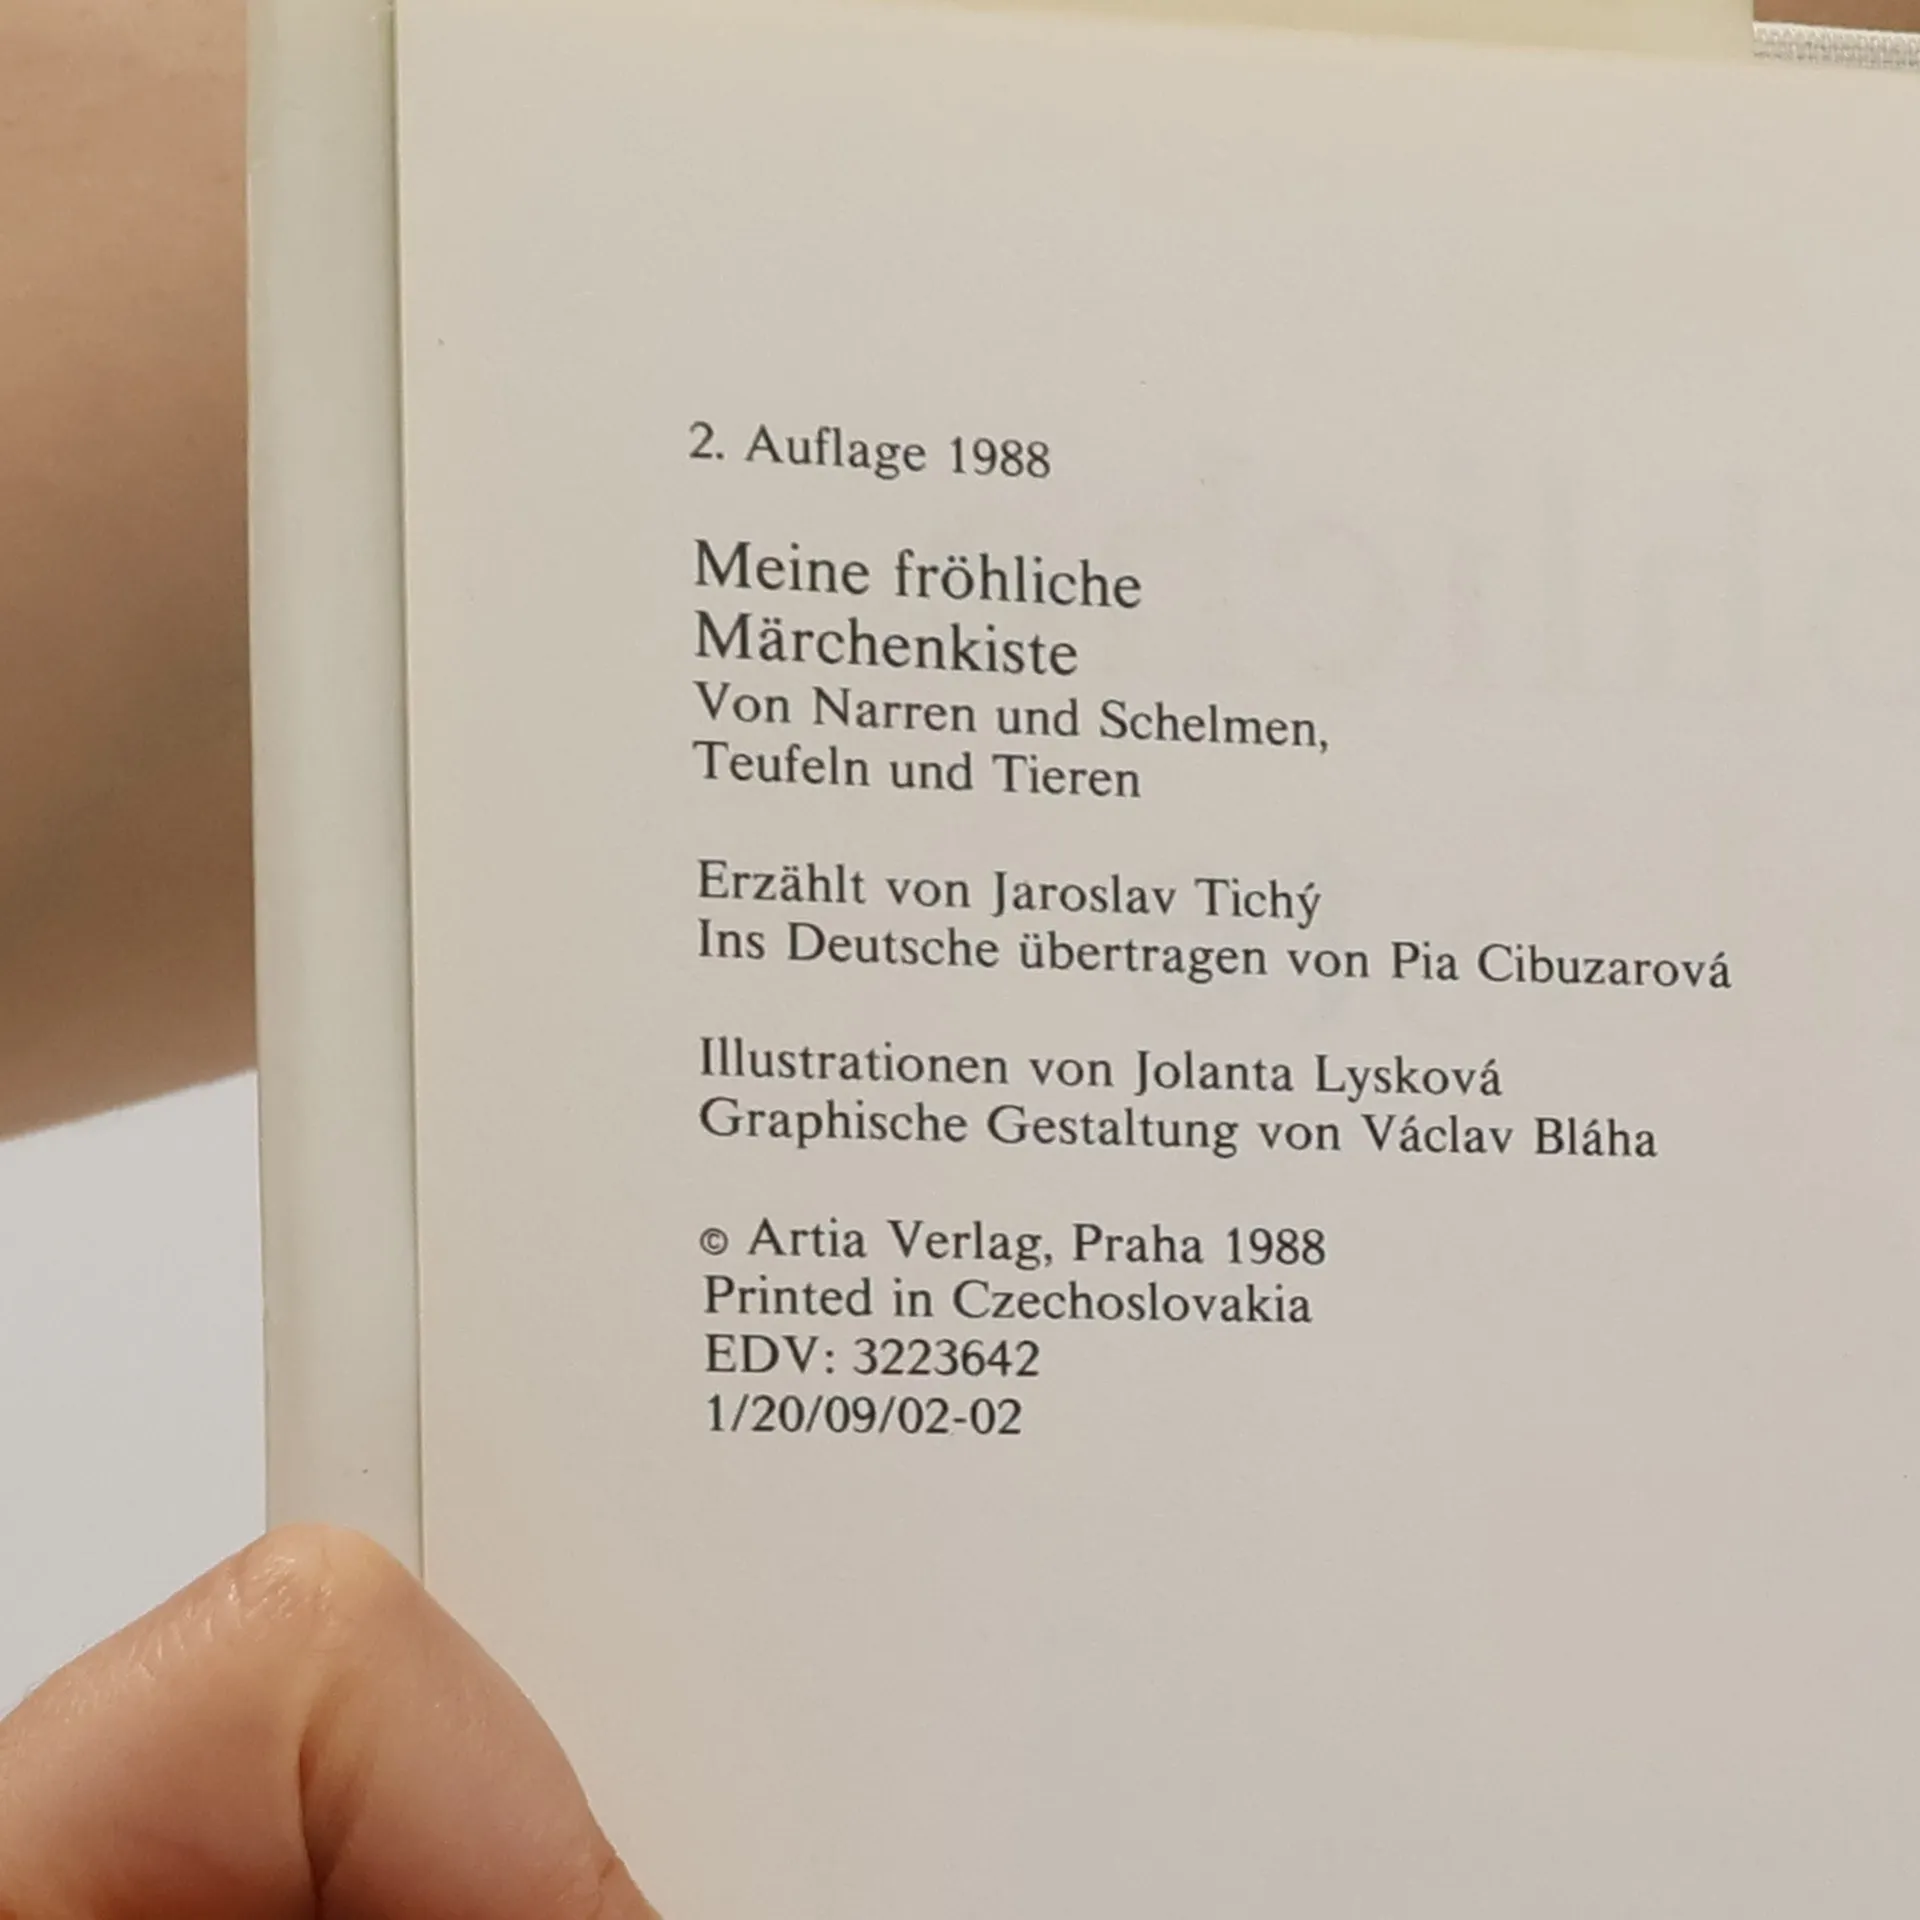 2. Auflage 1988
Meine fröhliche
Märchenkiste
Von Narren und Schelmen,
Teufeln und Tieren
Erzählt von Jaroslav Tichý
Ins Deutsche übertragen von Pia Cibuzarová
Illustrationen von Jolanta Lysková
Graphische Gestaltung von Václav Bláha
© Artia Verlag, Praha 1988
Printed in Czechoslovakia
EDV: 3223642
1/20/09/02-02